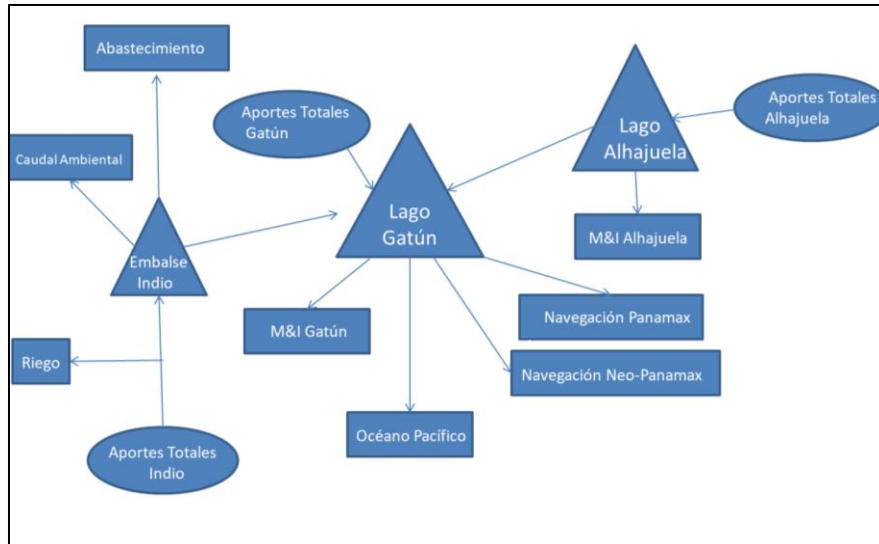 Abastecimiento
Aportes Totales
Gatún
Aportes Totales
Alhajuela
Lago
Alhajuela
Caudal Ambiental
Lago
Gatún
M&I Alhajuela
Embalse
Indio
M&I Gatún
Navegación Panamax
Riego
Navegación Neo-Panamax
Océano Pacífico
Aportes Totales
Indio